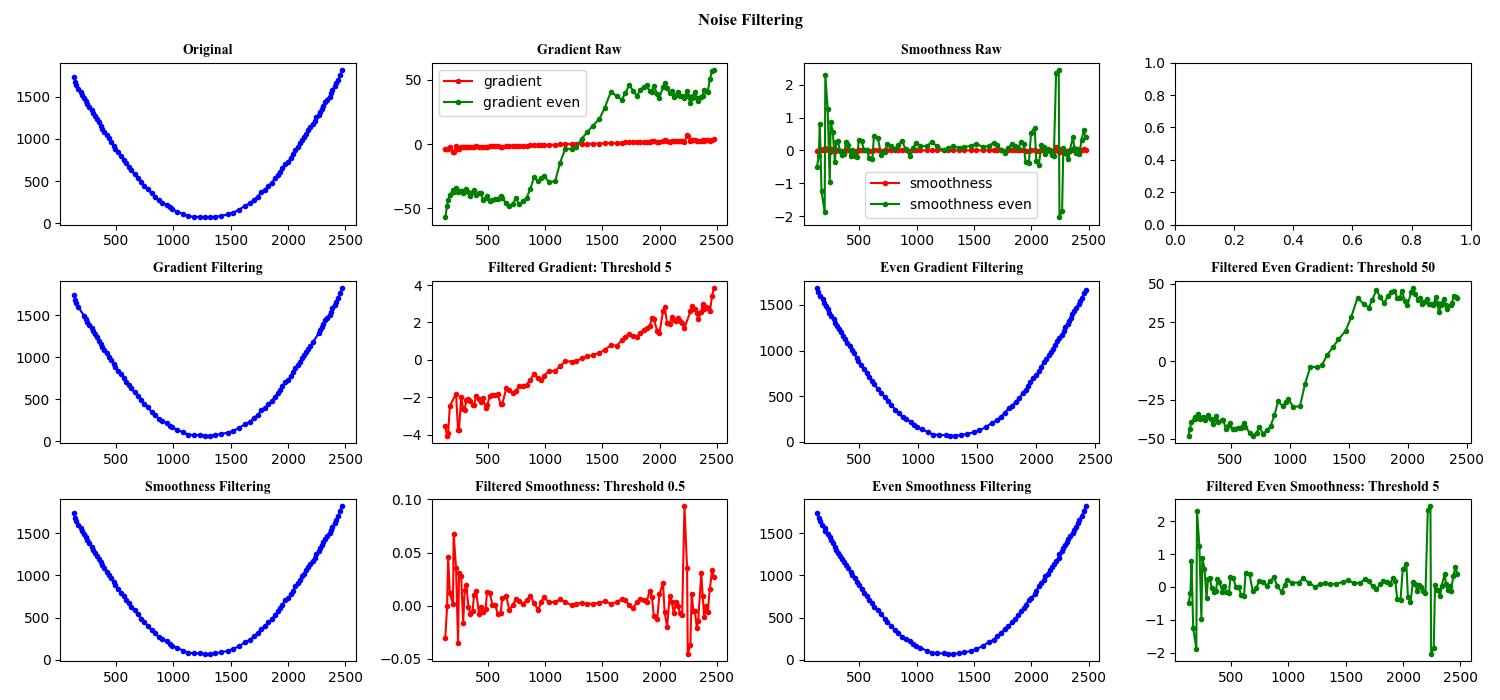 Noise Filtering
Original
Gradient Raw
Smoothness Raw
1500
1000
500
0
500 1000 1500 2000 2500
50
0
−50
gradient
gradient even
500 1000 1500 2000 2500
2
1
0
−1
−2
smoothness
smoothness even
500 1000 1500 2000 2500
1.0
0.8
0.6
0.4
0.2
0.0
0.0 0.2 0.4 0.6 0.8 1.0
Gradient Filtering
Filtered Gradient: Threshold 5
Even Gradient Filtering
Filtered Even Gradient: Threshold 50
1500
1000
500
0
500 1000 1500 2000 2500
4
2
0
−2
−4
500 1000 1500 2000 2500
1500
1000
500
0
500 1000 1500 2000 2500
50
25
0
−25
−50
500 1000 1500 2000 2500
Smoothness Filtering
Filtered Smoothness: Threshold 0.5
Even Smoothness Filtering
Filtered Even Smoothness: Threshold 5
1500
1000
500
0
500 1000 1500 2000 2500
0.10
0.05
0.00
−0.05
500 1000 1500 2000 2500
1500
1000
500
0
500 1000 1500 2000 2500
2
1
0
−1
−2
500 1000 1500 2000 2500